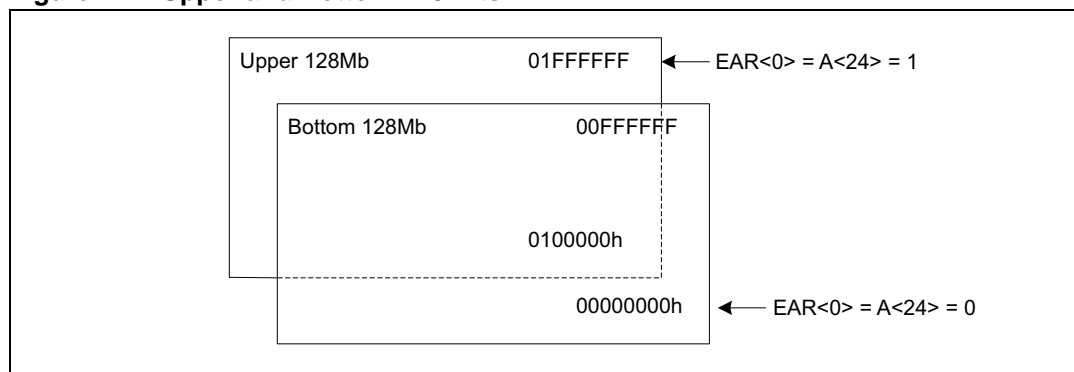 Upper 128Mb 01FFFFFF EAR<0> = A<24> = 1
Bottom 128Mb 00FFFFFF
0100000h
00000000h EAR<0> = A<24> = 0